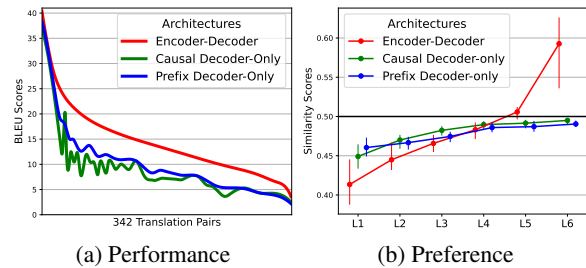 Architectures
Encoder-Decoder
Causal Decoder-Only
Prefix Decoder-Only
BLEU Scores
40
35
30
25
20
15
10
5
0
342 Translation Pairs
(a) Performance
Architectures
Encoder-Decoder
Causal Decoder-only
Prefix Decoder-only
Similarity Scores
0.60
0.50
0.45
0.40
L1 L2 L3 L4 L5 L6
(b) Preference